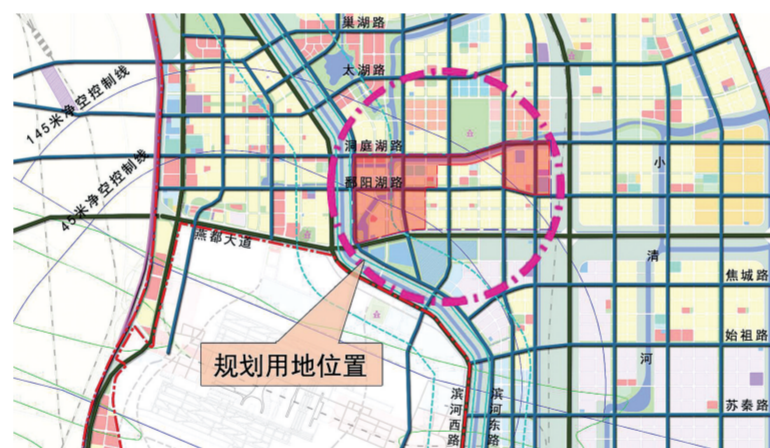 巢湖路
太湖路
145米净空控制线
洞庭湖路
鄱阳湖路
小
45米净空控制线
燕都大道
清
焦城路
始祖路
规划用地位置
河
滨河西路
滨河东路
苏秦路